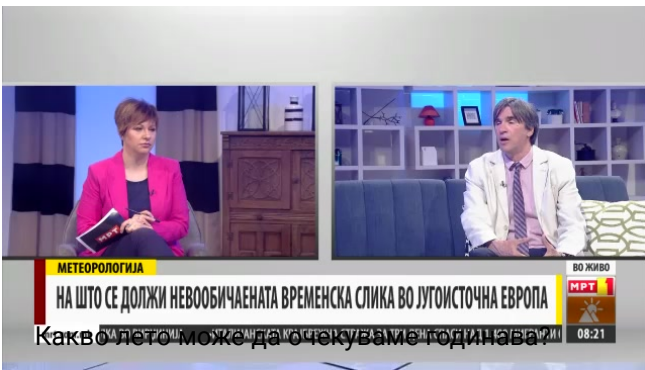 МЕТЕОРОЛОГИЈА
ВО ЖИВО
НА ШТО СЕ ДОЛЖИ НЕВООБИЧАЕНАТА ВРЕМЕНСКА СЛИКА ВО ЈУГОИСТОЧНА ЕВРОПА
МРТ 1
08:21
Какво лето може да очекуваме годинава?
МРТ